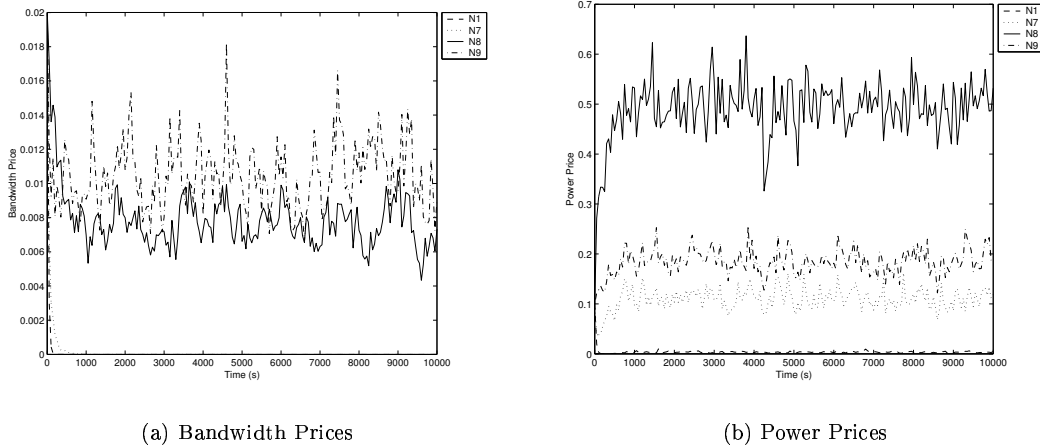 0.02
0.018
0.016
0.014
0.012
0.01
0.008
0.006
0.004
0.002
0
Bandwidth Price
0 1000 2000 3000 4000 5000 6000 7000 8000 9000 10000
Time (s)
N1
N7
N8
N9
(a) Bandwidth Prices
0.7
0.6
0.5
0.4
0.3
0.2
0.1
0
Power Price
0 1000 2000 3000 4000 5000 6000 7000 8000 9000 10000
Time (s)
N1
N7
N8
N9
(b) Power Prices